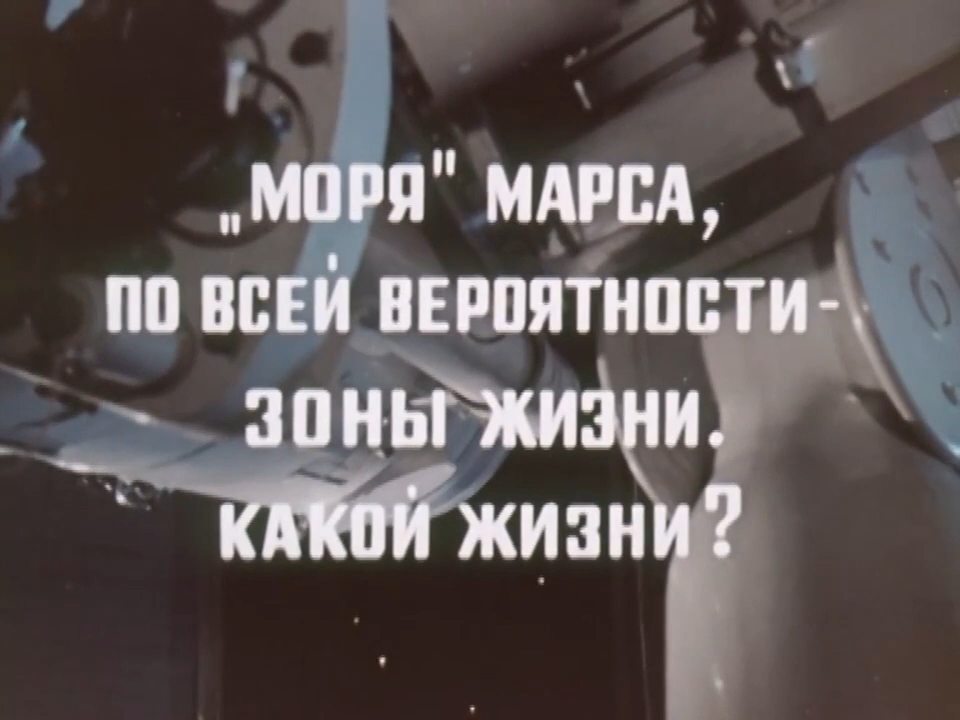 „МОРЯ" МАРСА,
ПО ВСЕЙ ВЕРОЯТНОСТИ-
ЗОНЫ ЖИЗНИ.
КАКОЙ ЖИЗНИ?